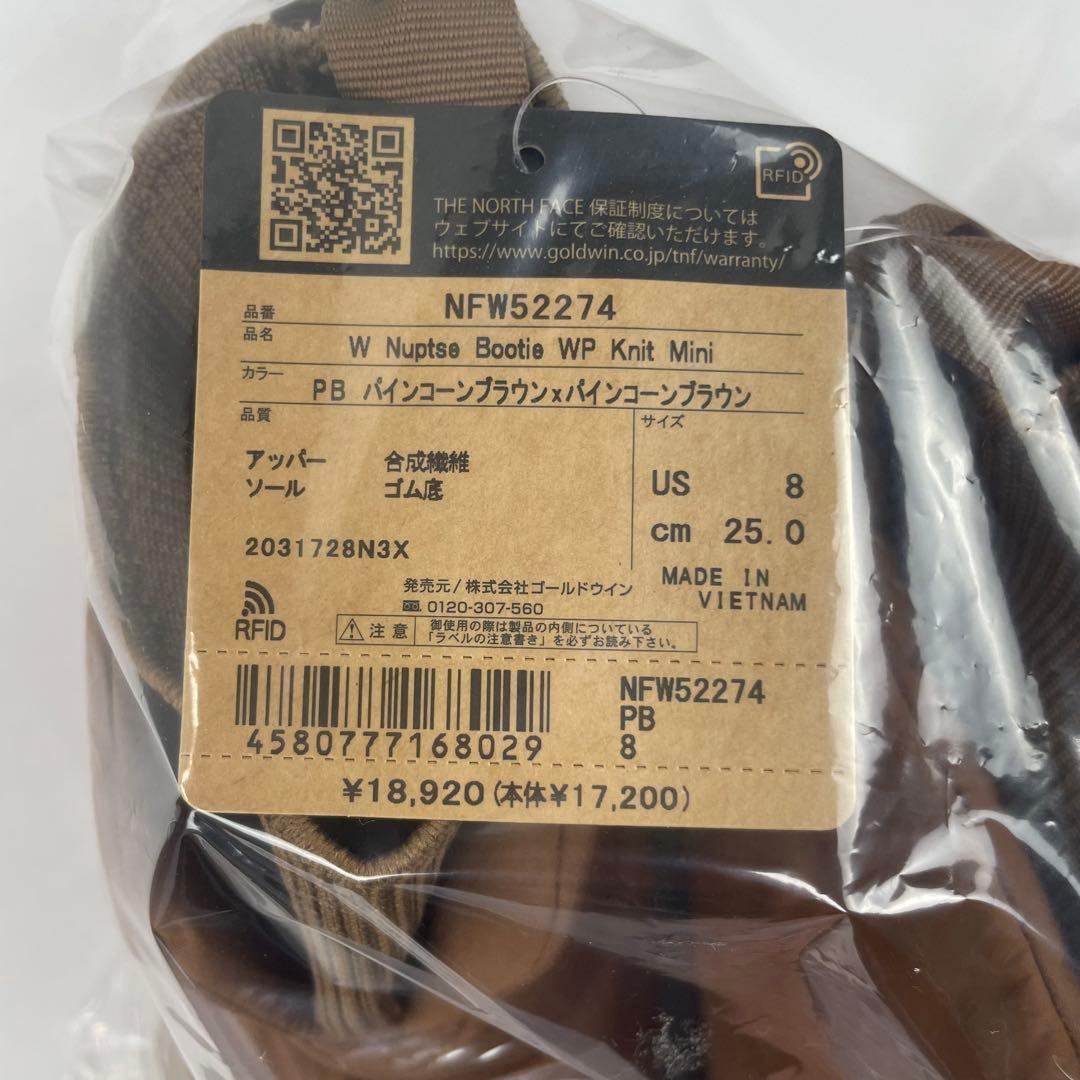 RFID
THE NORTH FACE 保証制度については
ウェブサイトにてご確認いただけます。
https://www.goldwin.co.jp/tnf/warranty/
品番 NFW52274
品名 W Nuptse Bootie WP Knit Mini
カラー PB パインコーンブラウンxパインコーンブラウン
品質
アッパー 合成繊維
ソール ゴム底
2031728N3X
サイズ
US 8
cm 25.0
MADE IN
VIETNAM
RFID
発売元/株式会社ゴールドウイン
0120-307-560
注意
御使用の際は製品の内側についている
「ラベルの注意書き」を必ずお読み下さい。
4580777168029
NFW52274
PB
8
¥18,920(本体¥17,200)